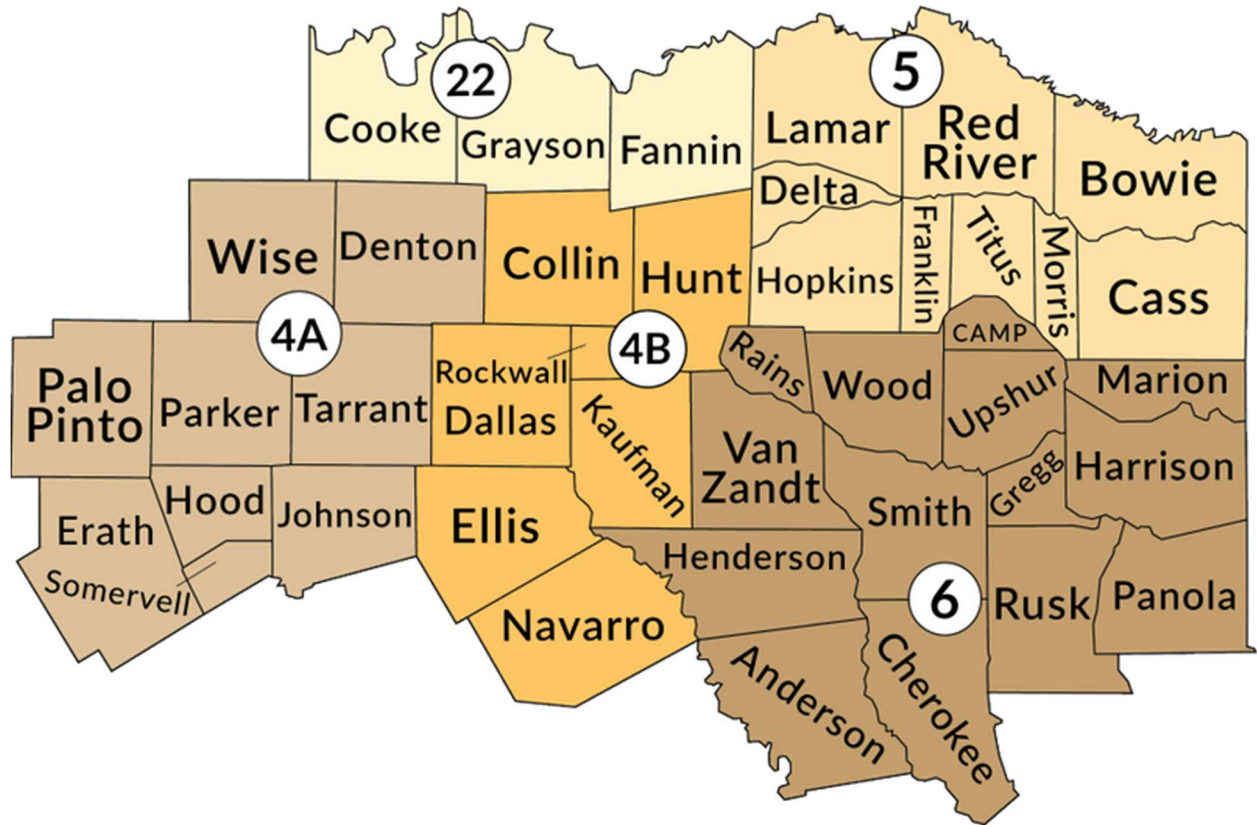 22
5
Cooke
Grayson
Fannin
Lamar
Red
River
Bowie
Delta
Wise
Denton
Collin
Hunt
Hopkins
Franklin
Titus
Morris
Cass
4A
4B
CAMP
Palo
Pinto
Parker
Tarrant
Rockwall
Dallas
Kaufman
Rains
Wood
Upshur
Marion
Van
Zandt
Gregg
Harrison
Erath
Hood
Johnson
Ellis
Smith
Somervell
Henderson
6
Navarro
Rusk
Panola
Anderson
Cherokee